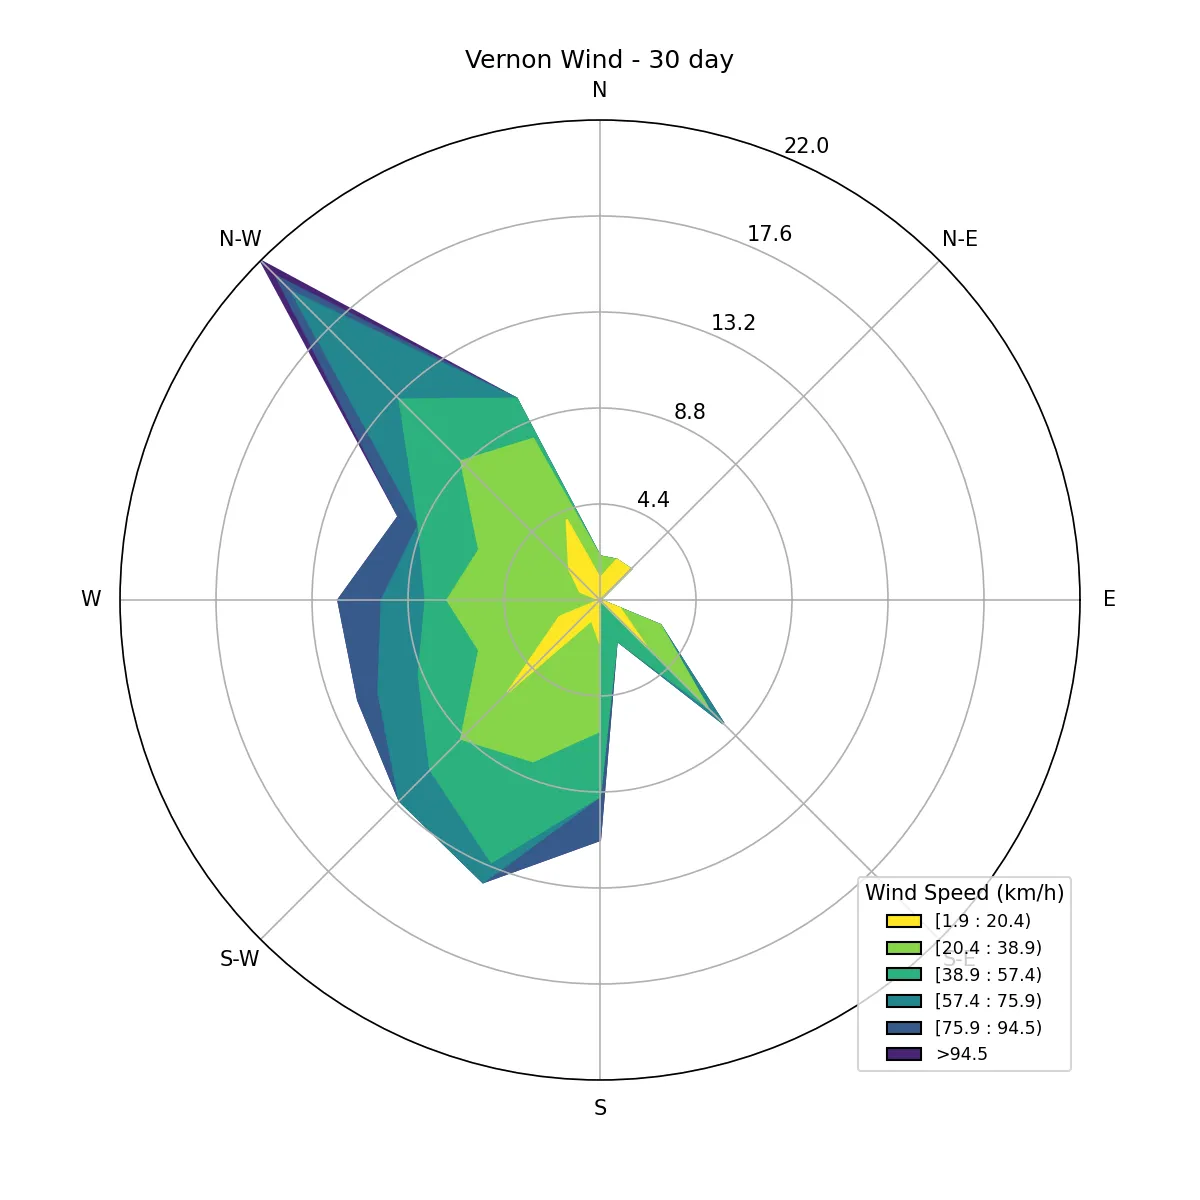 Vernon Wind - 30 day
N
22.0
17.6
N-W
N-E
13.2
8.8
4.4
W
E
S-W
S-E
Wind Speed (km/h)
[1.9 : 20.4)
[20.4 : 38.9)
[38.9 : 57.4)
[57.4 : 75.9)
[75.9 : 94.5)
>94.5
S